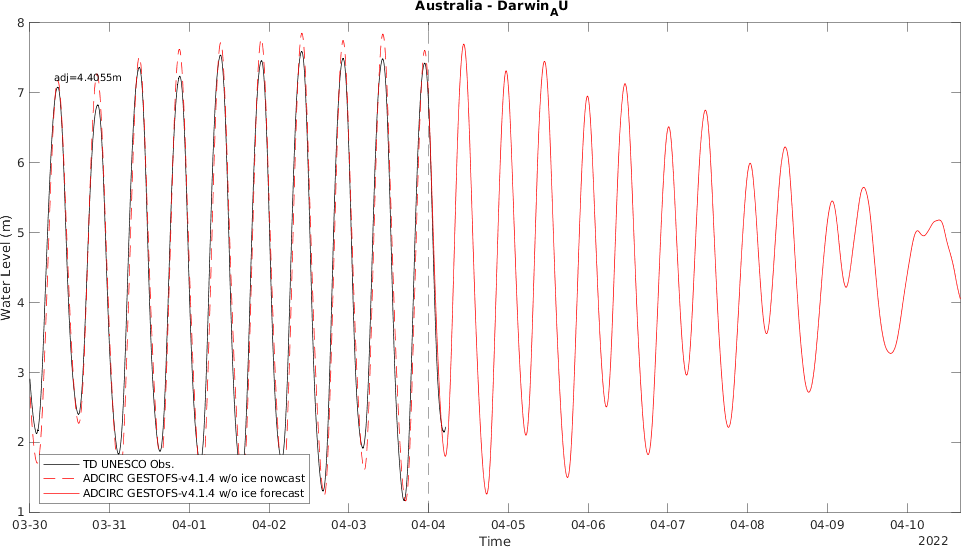 Australia - Darwin_AU
8
adj=4.4055m
7
6
5
Water Level (m)
4
3
2
TD UNESCO Obs.
ADCIRC GESTOFS-v4.1.4 w/o ice nowcast
ADCIRC GESTOFS-v4.1.4 w/o ice forecast
1
03-30 03-31 04-01 04-02 04-03 04-04 04-05 04-06 04-07 04-08 04-09 04-10
Time 2022